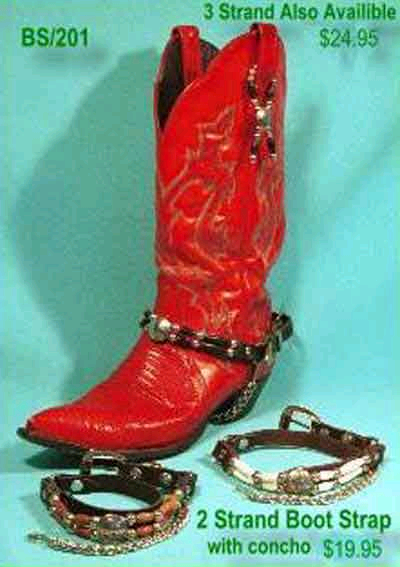 3 Strand Also Availible
BS/201
$24.95
2 Strand Boot Strap
with concho $19.95